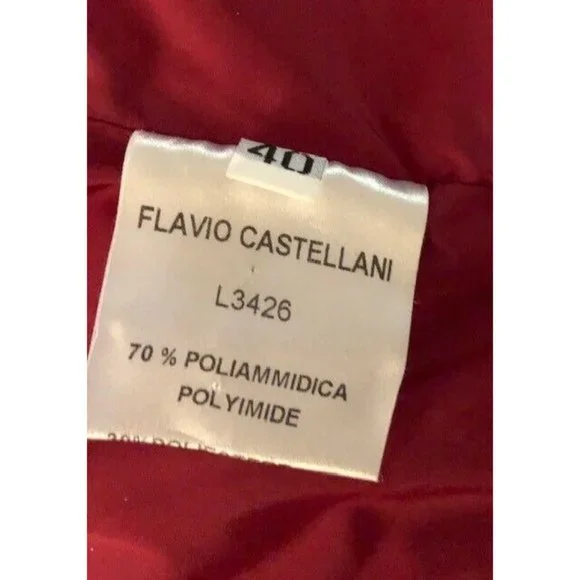 40
FLAVIO CASTELLANI
L3426
70 % POLIAMMIDICA
POLYIMIDE